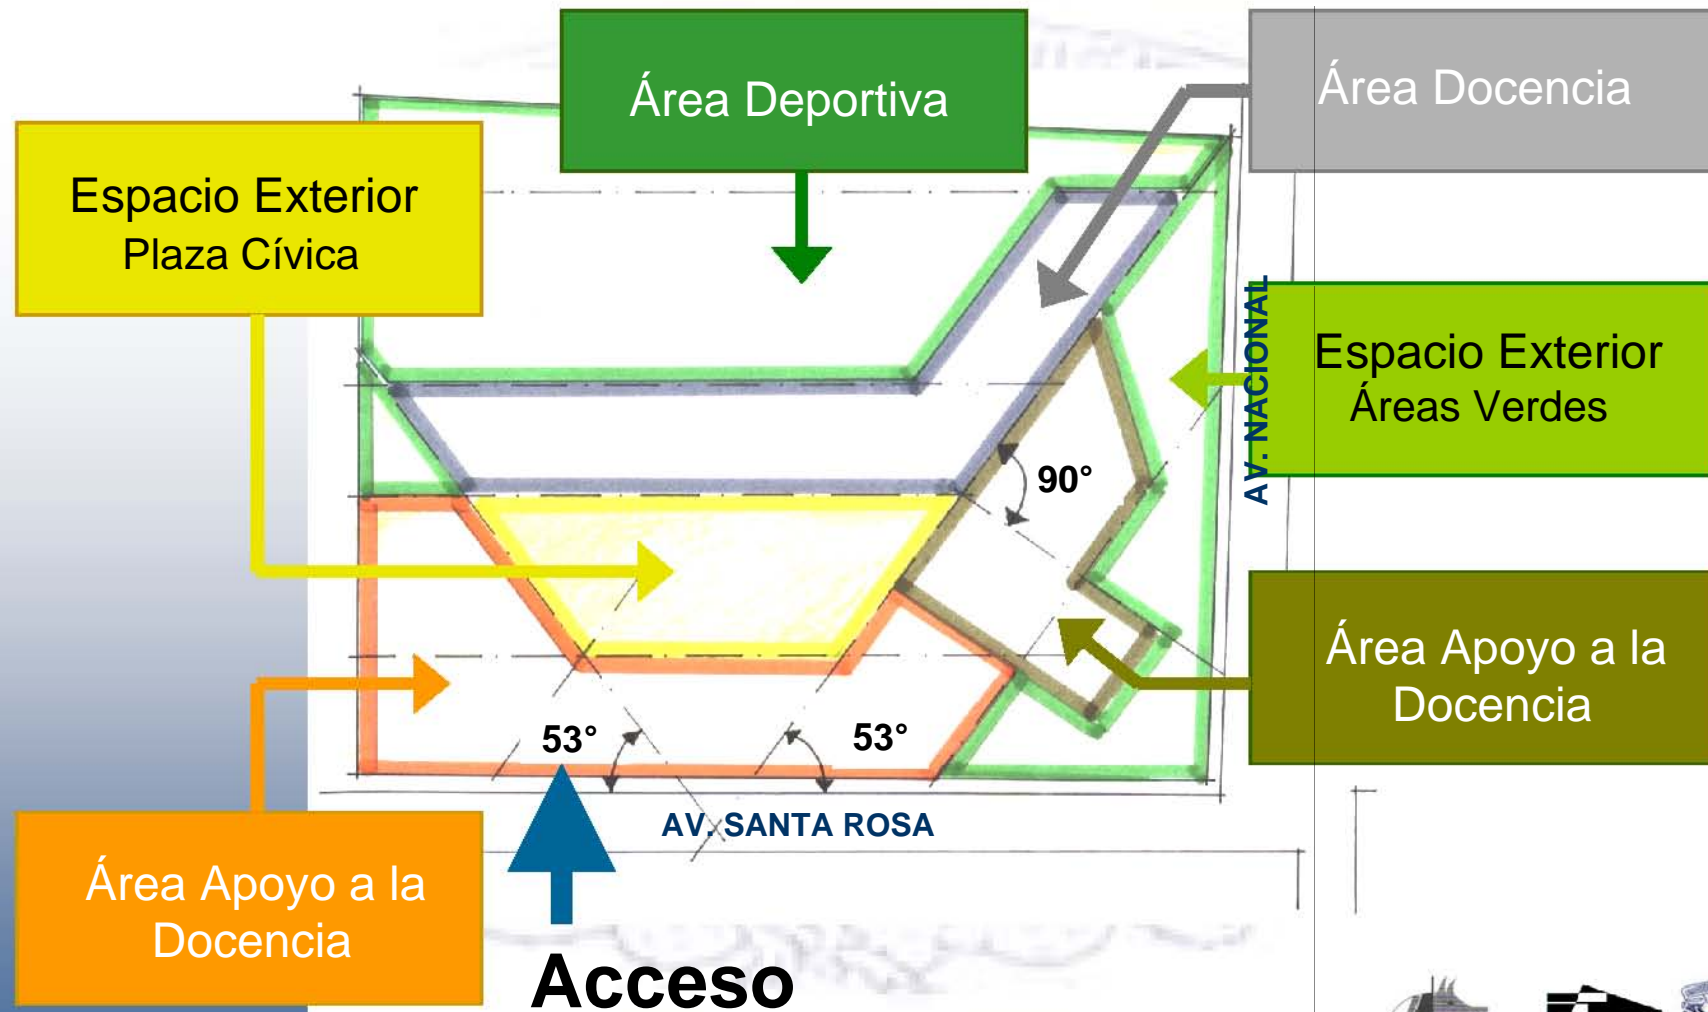 Área Deportiva
Área Docencia
Espacio Exterior
Plaza Cívica
AV. NACIONAL
Espacio Exterior
Áreas Verdes
90°
Área Apoyo a la
Docencia
53°
53°
AV. SANTA ROSA
Área Apoyo a la
Docencia
Acceso